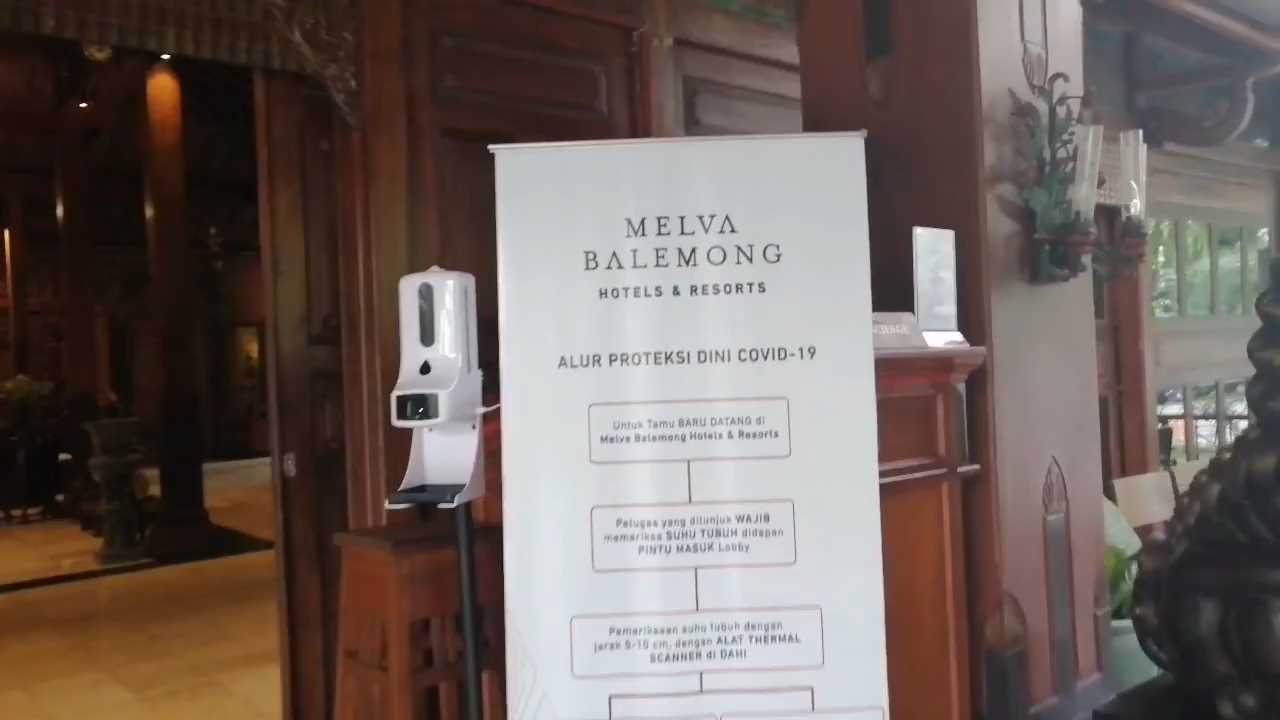 MELVA
BALEMONG
HOTELS & RESORTS
ALUR PROTEKSI DINI COVID-19
Untuk Tamu BARU DATANG di
Melva Balemong Hotels & Resorts
Petugas yang ditunjuk WAJIB
memeriksa SUHU TUBUH didepan
PINTU MASUK Lobby
Pemeriksaan suhu tubuh dengan
jarak 5-10 cm, dengan ALAT THERMAL
SCANNER di DAHI